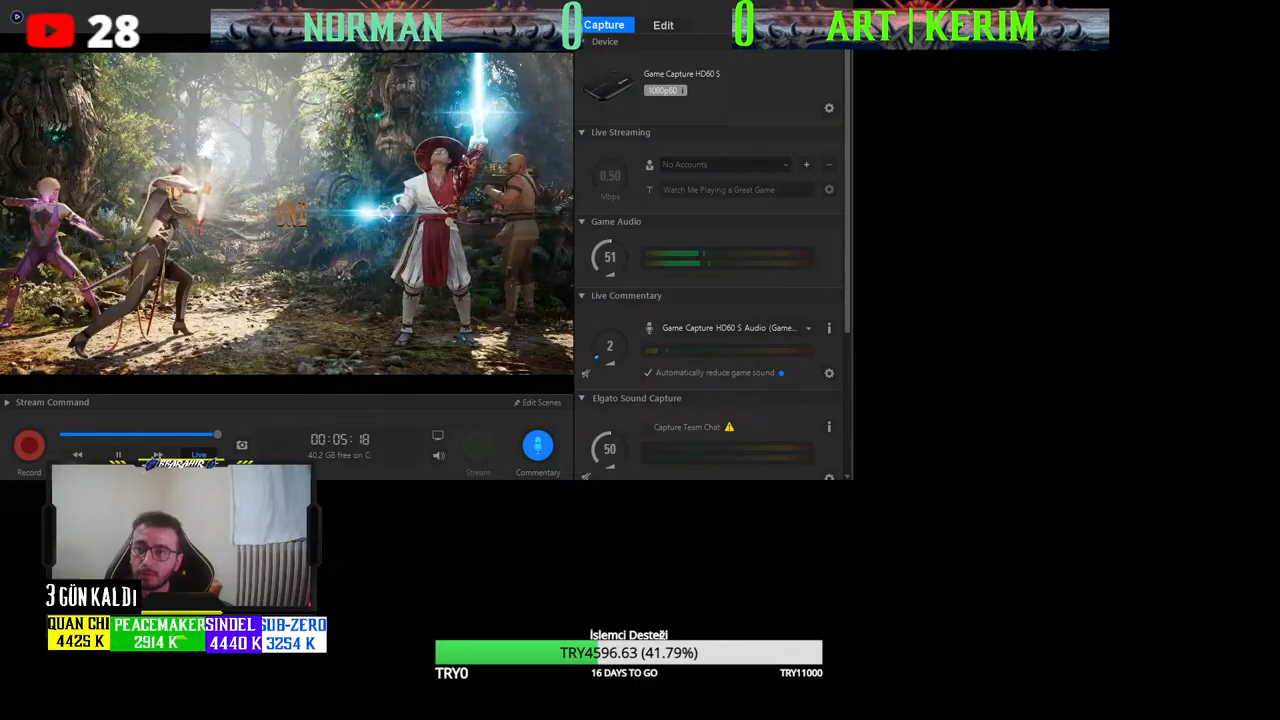 28
NORMAN
0
Capture
Edit
0
ART | KERIM
Device
Game Capture HD60 S
1080p60
Live Streaming
No Accounts
0,50
Mbps
T
Watch Me Playing a Great Game
Game Audio
51
Live Commentary
Game Capture HD60 S Audio (Game...
2
Automatically reduce game sound
Elgato Sound Capture
Capture Team Chat
50
Stream Command
Edit Scenes
00:05:18
40.2 GB free on C:
Live
Record
Stream
Commentary
3 GÜN KALDI
QUAN CHI
4425 K
PEACEMAKER
2914 K
SINDEL
4440 K
SUB-ZERO
3254 K
İşlemci Desteği
TRY4596.63 (41.79%)
TRY0
16 DAYS TO GO
TRY11000